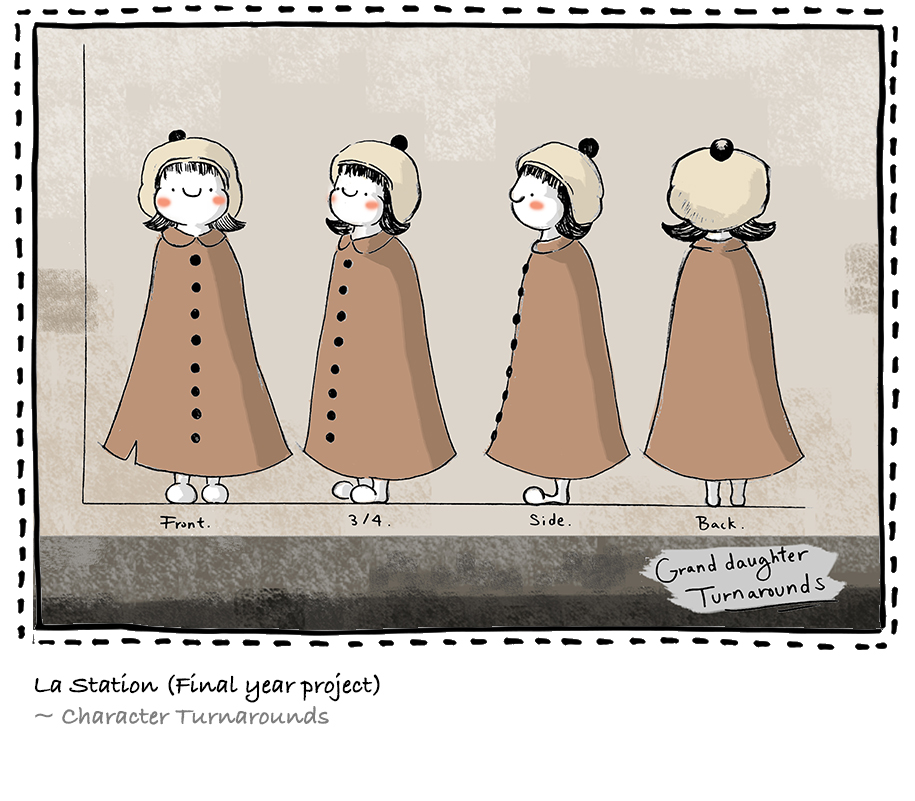 Front.
3/4.
Side.
Back.
Grand daughter
Turnarounds
La Station (Final year project)
~ Character Turnarounds